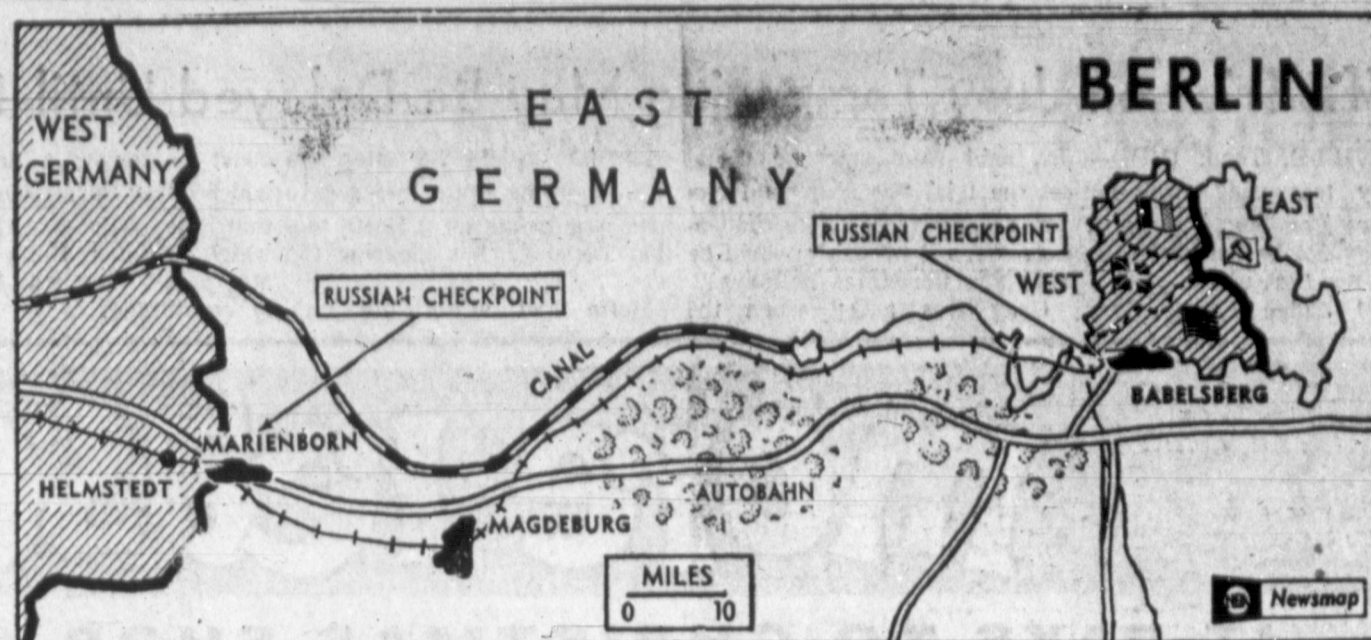 BERLIN
EAST
GERMANY
WEST
GERMANY
EAST
RUSSIAN CHECKPOINT
WEST
RUSSIAN CHECKPOINT
CANAL
BABELSBERG
MARIENBORN
HELMSTEDT
AUTOBAHN
MAGDEBURG
MILES
0 10
NEA Newsmap